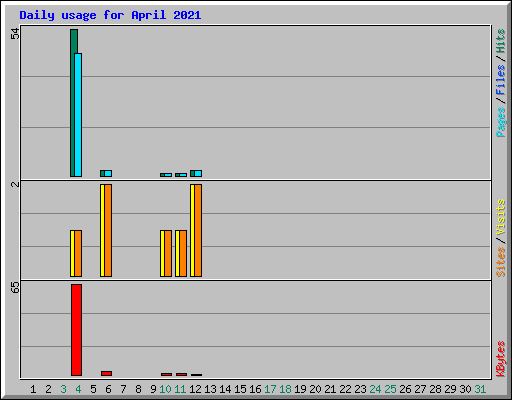 Daily usage for April 2021
54
2
65
Pages / Files / Hits
Sites / Visits
KBytes
1 2 3 4 5 6 7 8 9 10 11 12 13 14 15 16 17 18 19 20 21 22 23 24 25 26 27 28 29 30 31